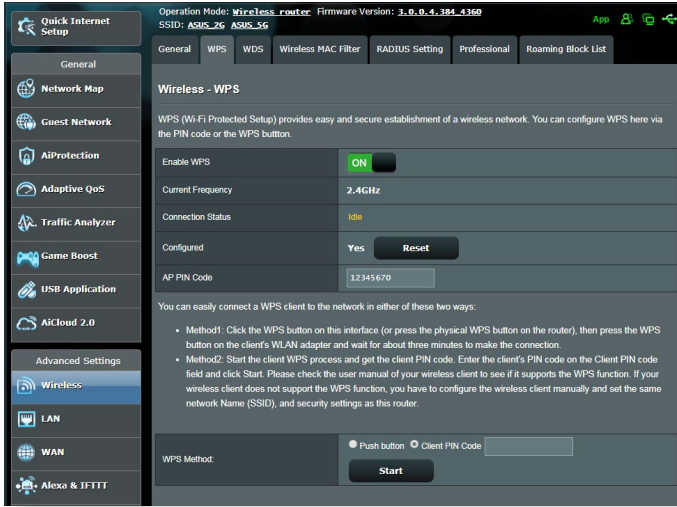 Quick Internet
Setup
General
Network Map
Guest Network
AiProtection
Adaptive QoS
Traffic Analyzer
Game Boost
USB Application
AiCloud 2.0
Advanced Settings
Wireless
LAN
WAN
Alexa & IFTTT
Operation Mode: Wireless router Firmware Version: 3.0.0.4.384_4360
SSID: ASUS_2G ASUS_5G
App
General WPS WDS Wireless MAC Filter RADIUS Setting Professional Roaming Block List
Wireless - WPS
WPS (Wi-Fi Protected Setup) provides easy and secure establishment of a wireless network. You can configure WPS here via
the PIN code or the WPS buttton.
Enable WPS ON
Current Frequency 2.4GHz
Connection Status Idle
Configured Yes Reset
AP PIN Code 12345670
You can easily connect a WPS client to the network in either of these two ways:
• Method1: Click the WPS button on this interface (or press the physical WPS button on the router), then press the WPS
button on the client's WLAN adapter and wait for about three minutes to make the connection.
• Method2: Start the client WPS process and get the client PIN code. Enter the client's PIN code on the Client PIN code
field and click Start. Please check the user manual of your wireless client to see if it supports the WPS function. If your
wireless client does not support the WPS function, you have to configure the wireless client manually and set the same
network Name (SSID), and security settings as this router.
WPS Method: Push button Client PIN Code
Start